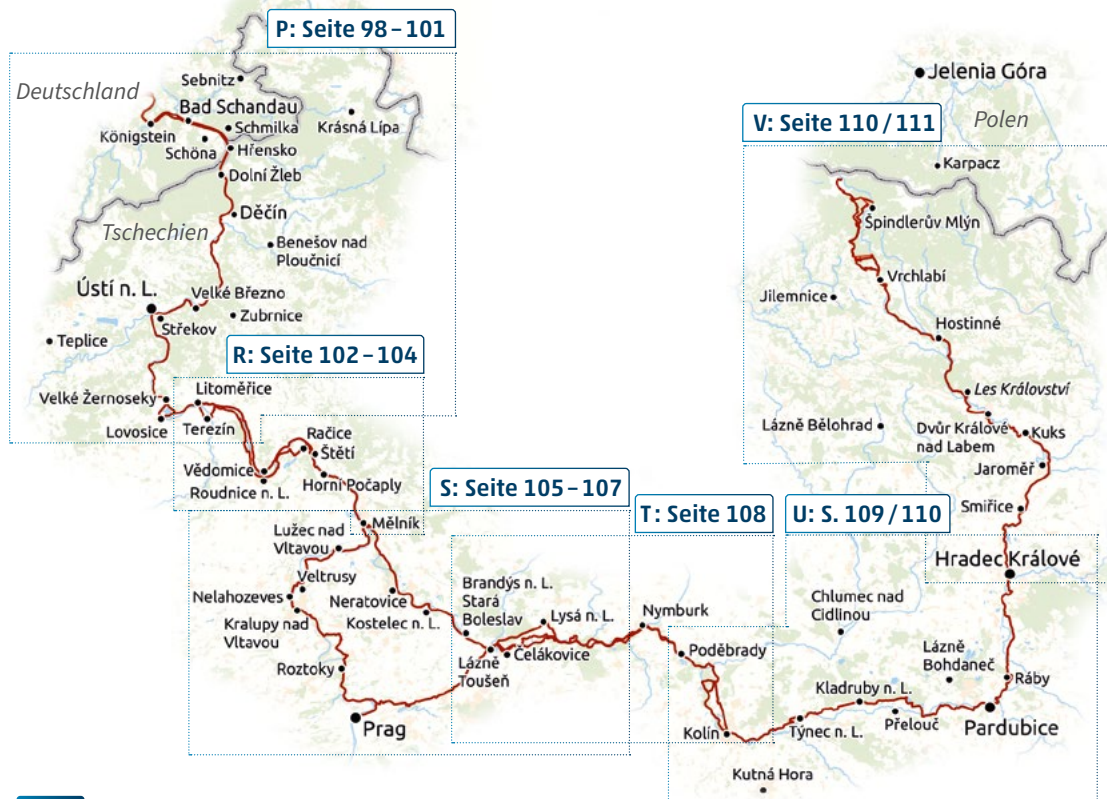 P: Seite 98 – 101
Sebnitz
Deutschland
Bad Schandau
Königstein
Schmilka
Schöna
Krásná Lípa
Hřensko
Dolní Žleb
Děčín
Tschechien
Benešov nad
Ploučnicí
Ústí n. L.
Velké Březno
Střekov
Zubrnice
Teplice
R: Seite 102 – 104
Velké Žernoseky
Litoměřice
Lovosice
Terezín
Račice
Štětí
Vědomice
Roudnice n. L.
Horní Počaply
S: Seite 105 – 107
Mělník
Lužec nad
Vltavou
Veltrusy
Nelahozeves
Neratovice
Kralupy nad
Vltavou
Kostelec n. L.
Roztoky
Prag
Brandýs n. L.
Stará
Boleslav
Lysá n. L.
Lázně
Toušeň
Čelákovice
T: Seite 108
Nymburk
Poděbrady
Kolín
Kutná Hora
U: S. 109 / 110
Chlumec nad
Cidlinou
Lázně
Bohdaneč
Kladruby n. L.
Týnec n. L.
Přelouč
Ráby
Pardubice
Hradec Králové
V: Seite 110 / 111
Jelenia Góra
Polen
Karpacz
Špindlerův Mlýn
Vrchlabí
Jilemnice
Hostinné
Les Království
Lázně Bělohrad
Dvůr Králové
nad Labem
Kuks
Jaroměř
Smiřice